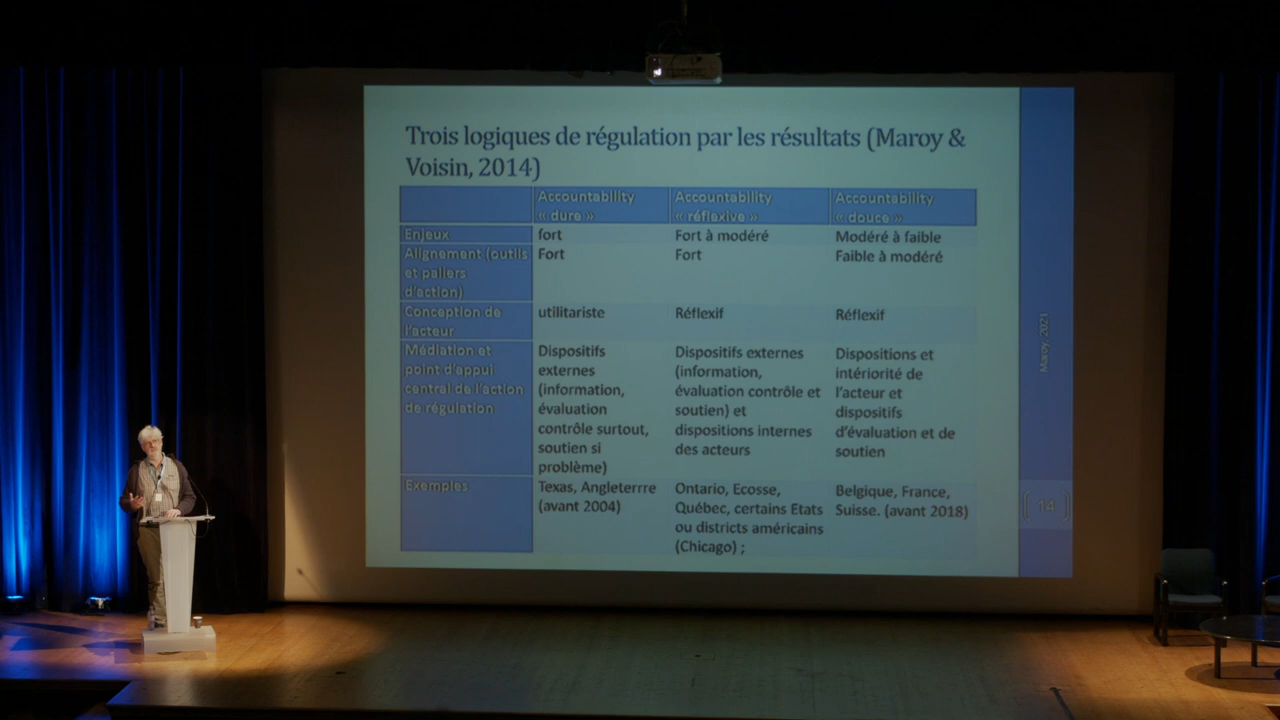 Trois logiques de régulation par les résultats (Maroy &
Voisin, 2014)
Accountability
« dure »
Accountability
« réflexive »
Accountability
« douce »
Enjeux
fort
Fort à modéré
Modéré à faible
Alignement (outils
et paliers
d'action)
Fort
Fort
Faible à modéré
Conception de
l'acteur
utilitariste
Réflexif
Réflexif
Médiation et
point d'appui
central de l'action
de régulation
Dispositifs
externes
(information,
évaluation
contrôle surtout,
soutien si
problème)
Dispositifs externes
(information,
évaluation contrôle et
soutien) et
dispositions internes
des acteurs
Dispositions et
intériorité de
l'acteur et
dispositifs
d'évaluation et de
soutien
Exemples
Texas, Angleterrre
(avant 2004)
Ontario, Ecosse,
Québec, certains Etats
ou districts américains
(Chicago) ;
Belgique, France,
Suisse. (avant 2018)
Maroy, 2021
14